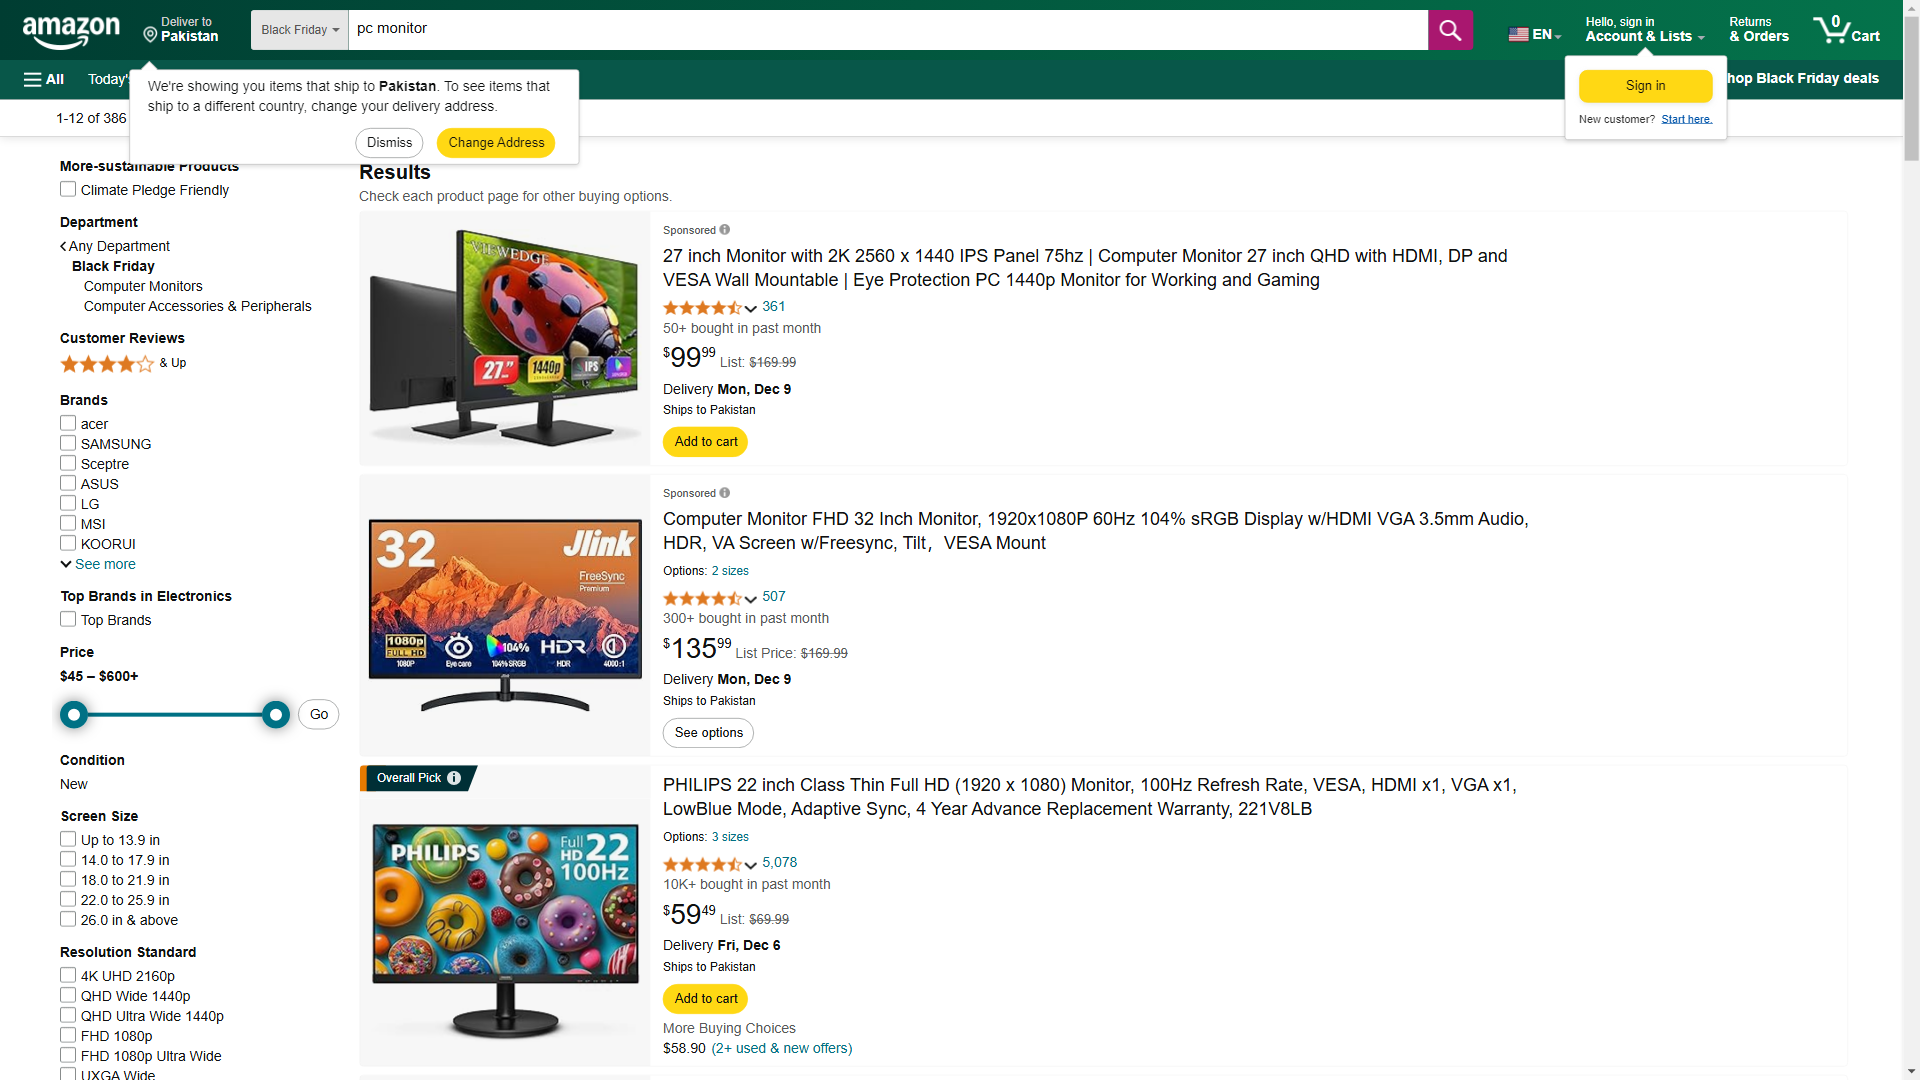 amazon
Deliver to
Pakistan
Black Friday
pc monitor
EN
Hello, sign in
Account & Lists
Returns
& Orders
0
Cart
All
Today'
hop Black Friday deals
We're showing you items that ship to Pakistan. To see items that
ship to a different country, change your delivery address.
Dismiss
Change Address
Sign in
New customer? Start here.
1-12 of 386
More-sustainable Products
Climate Pledge Friendly
Department
Any Department
Black Friday
Computer Monitors
Computer Accessories & Peripherals
Customer Reviews
& Up
Brands
acer
SAMSUNG
Sceptre
ASUS
LG
MSI
KOORUI
See more
Top Brands in Electronics
Top Brands
Price
$45 – $600+
Go
Condition
New
Screen Size
Up to 13.9 in
14.0 to 17.9 in
18.0 to 21.9 in
22.0 to 25.9 in
26.0 in & above
Resolution Standard
4K UHD 2160p
QHD Wide 1440p
QHD Ultra Wide 1440p
FHD 1080p
FHD 1080p Ultra Wide
UXGA Wide
Results
Check each product page for other buying options.
VIEWEDGE
27"
1440p
IPS
Sponsored
27 inch Monitor with 2K 2560 x 1440 IPS Panel 75hz | Computer Monitor 27 inch QHD with HDMI, DP and
VESA Wall Mountable | Eye Protection PC 1440p Monitor for Working and Gaming
361
50+ bought in past month
$99.99 List: $169.99
Delivery Mon, Dec 9
Ships to Pakistan
Add to cart
32
Jlink
FreeSync
Premium
1080p
FULL HD
104%
HDR
1080P
Eye care
104% SRGB
HDR
4000:1
Sponsored
Computer Monitor FHD 32 Inch Monitor, 1920x1080P 60Hz 104% sRGB Display w/HDMI VGA 3.5mm Audio,
HDR, VA Screen w/Freesync, Tilt，VESA Mount
Options: 2 sizes
507
300+ bought in past month
$135.99 List Price: $169.99
Delivery Mon, Dec 9
Ships to Pakistan
See options
Overall Pick
PHILIPS
Full
HD 22
100Hz
PHILIPS 22 inch Class Thin Full HD (1920 x 1080) Monitor, 100Hz Refresh Rate, VESA, HDMI x1, VGA x1,
LowBlue Mode, Adaptive Sync, 4 Year Advance Replacement Warranty, 221V8LB
Options: 3 sizes
5,078
10K+ bought in past month
$59.49 List: $69.99
Delivery Fri, Dec 6
Ships to Pakistan
Add to cart
More Buying Choices
$58.90 (2+ used & new offers)